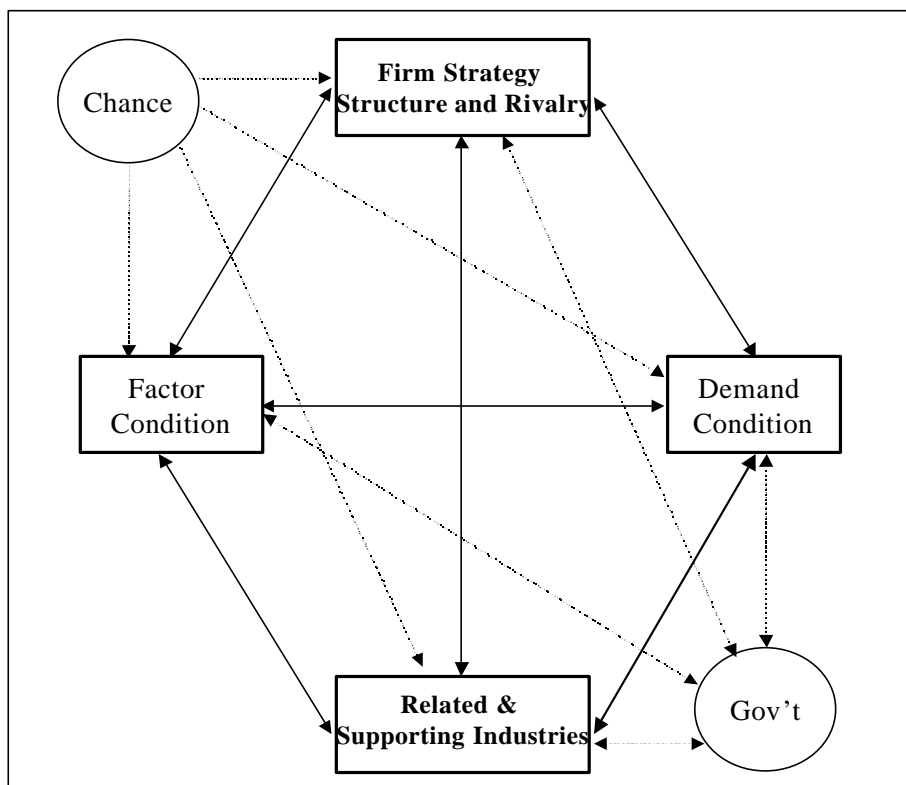 Firm Strategy
Structure and Rivalry
Chance
Factor
Condition
Demand
Condition
Related &
Supporting Industries
Gov’t